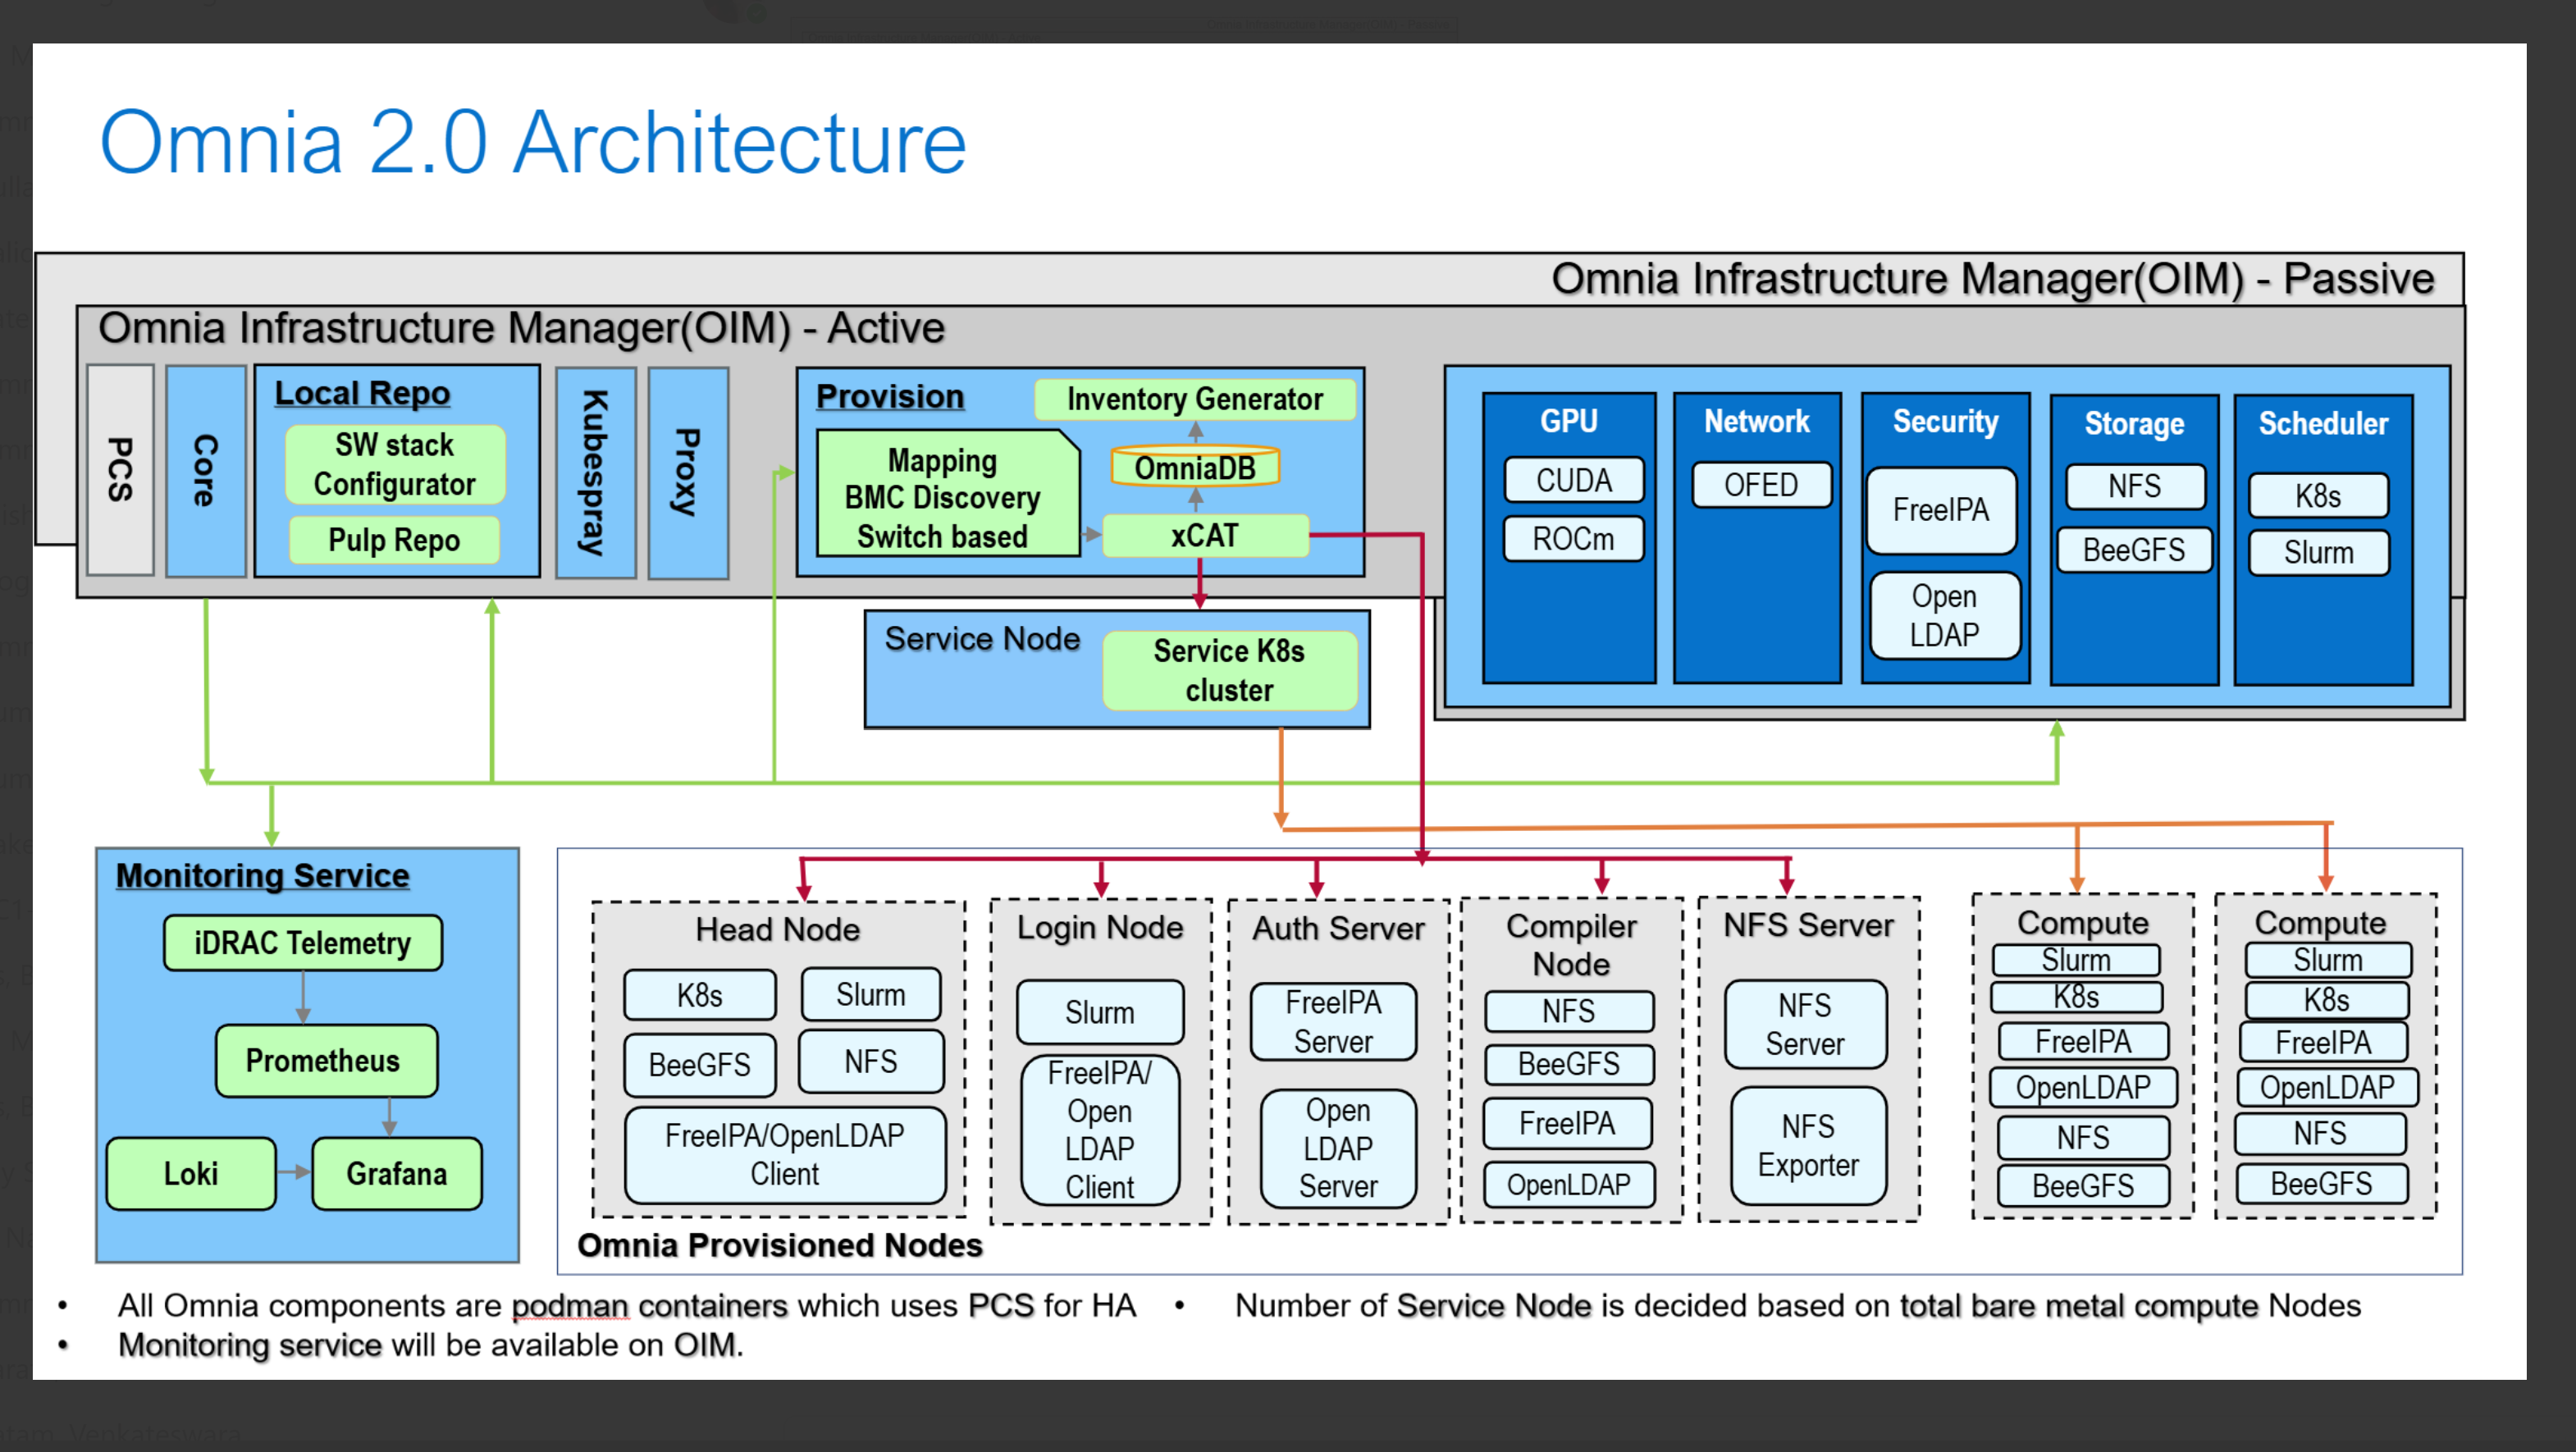 Omnia 2.0 Architecture
Omnia Infrastructure Manager(OIM) - Passive
Omnia Infrastructure Manager(OIM) - Active
PCS
Core
Local Repo
SW stack
Configurator
Pulp Repo
Kubespray
Proxy
Provision
Inventory Generator
Mapping
BMC Discovery
Switch based
OmniaDB
xCAT
GPU
CUDA
ROCm
Network
OFED
Security
FreeIPA
Open
LDAP
Storage
NFS
BeeGFS
Scheduler
K8s
Slurm
Service Node
Service K8s
cluster
Monitoring Service
iDRAC Telemetry
Prometheus
Loki
Grafana
Head Node
K8s
Slurm
BeeGFS
NFS
FreeIPA/OpenLDAP
Client
Login Node
Slurm
FreeIPA/
Open
LDAP
Client
Auth Server
FreeIPA
Server
Open
LDAP
Server
Compiler
Node
NFS
BeeGFS
FreeIPA
OpenLDAP
NFS Server
NFS
Server
NFS
Exporter
Compute
Slurm
K8s
FreeIPA
OpenLDAP
NFS
BeeGFS
Compute
Slurm
K8s
FreeIPA
OpenLDAP
NFS
BeeGFS
Omnia Provisioned Nodes
• All Omnia components are podman containers which uses PCS for HA
• Monitoring service will be available on OIM.
• Number of Service Node is decided based on total bare metal compute Nodes